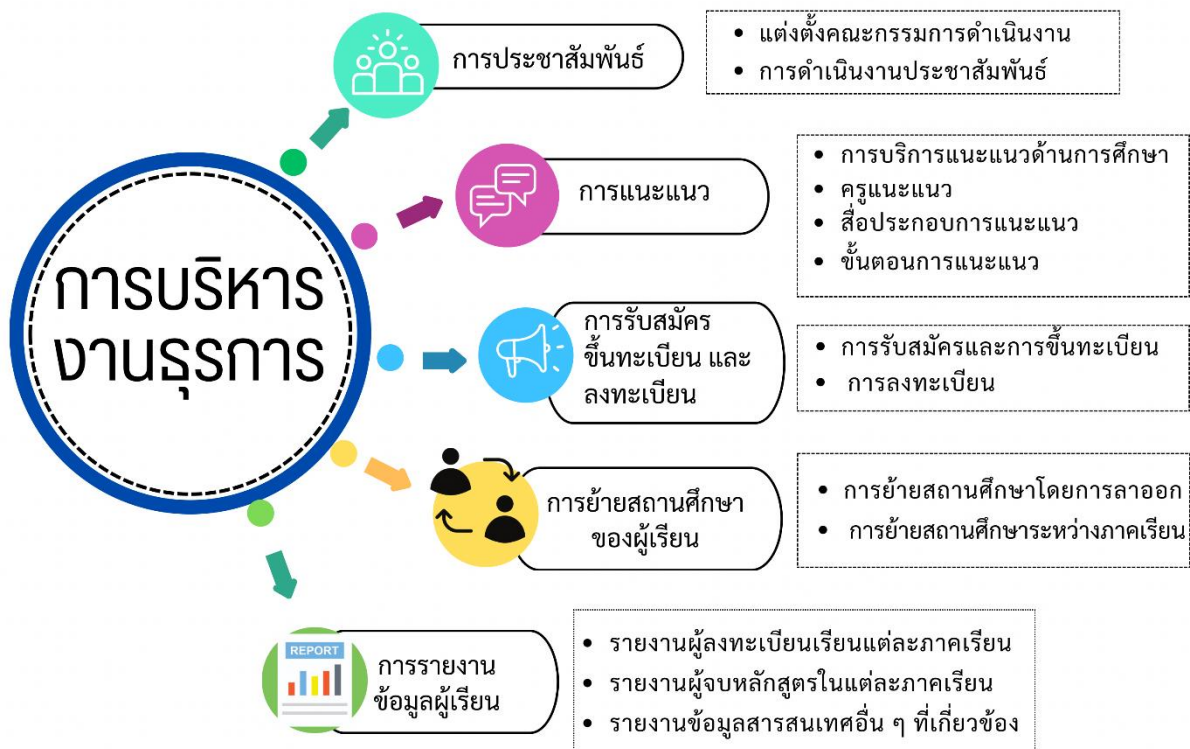 การบริหาร
งานธุรการ
การประชาสัมพันธ์
• แต่งตั้งคณะกรรมการดำเนินงาน
• การดำเนินงานประชาสัมพันธ์
การแนะแนว
• การบริการแนะแนวด้านการศึกษา
• ครูแนะแนว
• สื่อประกอบการแนะแนว
• ขั้นตอนการแนะแนว
การรับสมัคร
ขึ้นทะเบียน และ
ลงทะเบียน
• การรับสมัครและการขึ้นทะเบียน
• การลงทะเบียน
การย้ายสถานศึกษา
ของผู้เรียน
• การย้ายสถานศึกษาโดยการลาออก
• การย้ายสถานศึกษาระหว่างภาคเรียน
REPORT
การรายงาน
ข้อมูลผู้เรียน
• รายงานผู้ลงทะเบียนเรียนแต่ละภาคเรียน
• รายงานผู้จบหลักสูตรในแต่ละภาคเรียน
• รายงานข้อมูลสารสนเทศอื่น ๆ ที่เกี่ยวข้อง